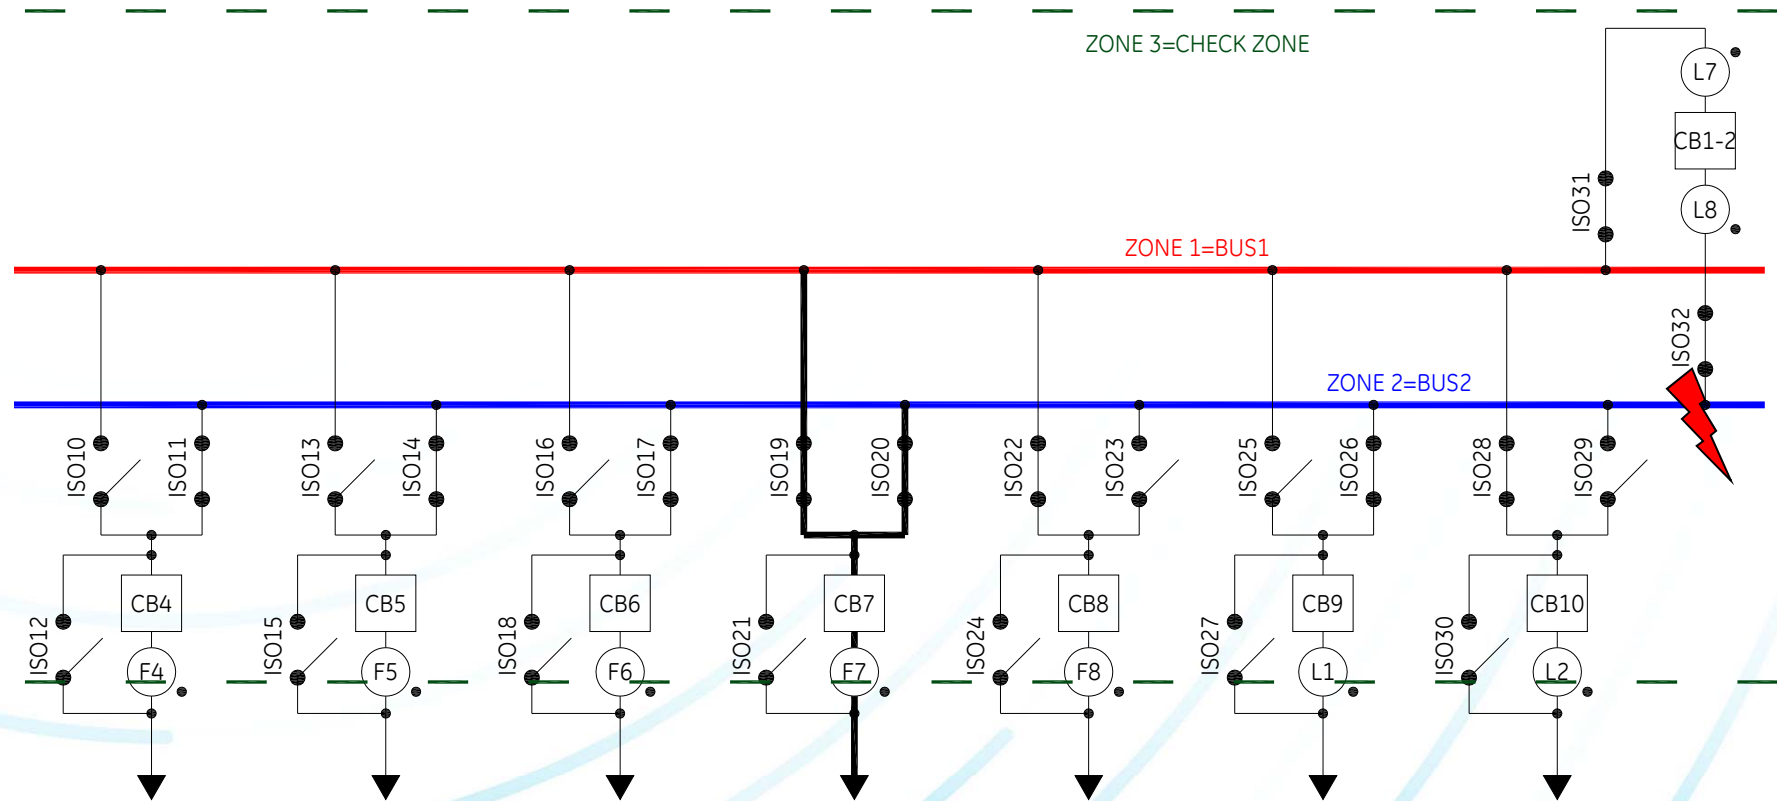 ZONE 3=CHECK ZONE
L7
CB1-2
ISO31
L8
ZONE 1=BUS1
ISO32
ZONE 2=BUS2
ISO10
ISO11
ISO13
ISO14
ISO16
ISO17
ISO19
ISO20
ISO22
ISO23
ISO25
ISO26
ISO28
ISO29
CB4
CB5
CB6
CB7
CB8
CB9
CB10
ISO12
ISO15
ISO18
ISO21
ISO24
ISO27
ISO30
F4
F5
F6
F7
F8
L1
L2